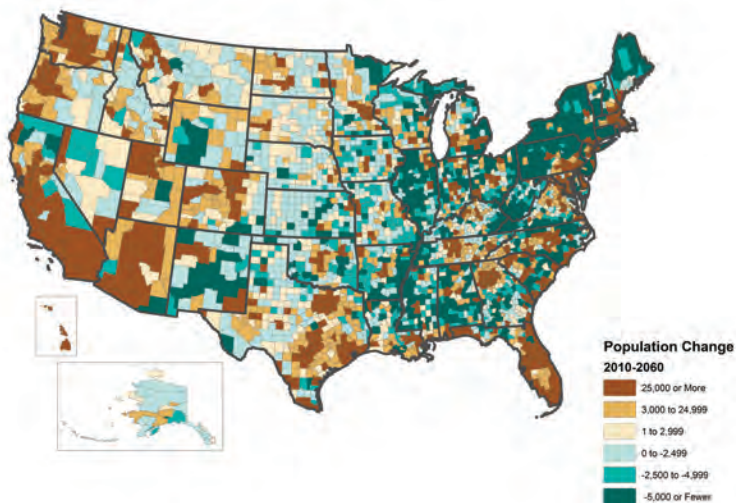 Population Change
2010-2060
25,000 or More
3,000 to 24,999
1 to 2,999
0 to -2.499
-2,500 to -4,999
-5,000 or Fewer